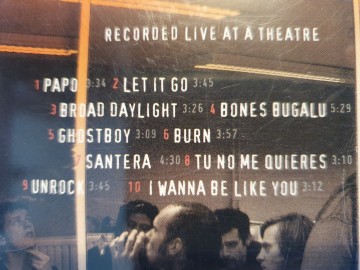 RECORDED LIVE AT A THEATRE
1 PAPO 3:34 2 LET IT GO 3:45
3 BROAD DAYLIGHT 3:26 4 BONES BUGALU 5:29
5 GHOSTBOY 3:09 6 BURN 3:57
7 SANTERA 4:30 8 TU NO ME QUIERES 3:10
9 UNROCK 3:45 10 I WANNA BE LIKE YOU 3:12